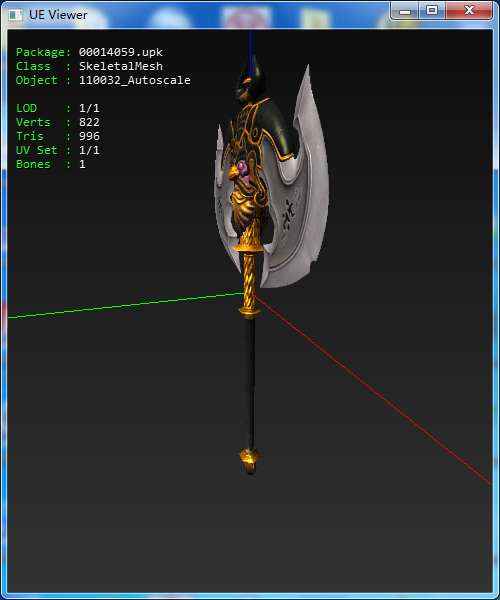 UE Viewer
Package: 00014059.upk
Class : SkeletalMesh
Object : 110032_Autoscale
LOD : 1/1
Verts : 822
Tris : 996
UV Set : 1/1
Bones : 1